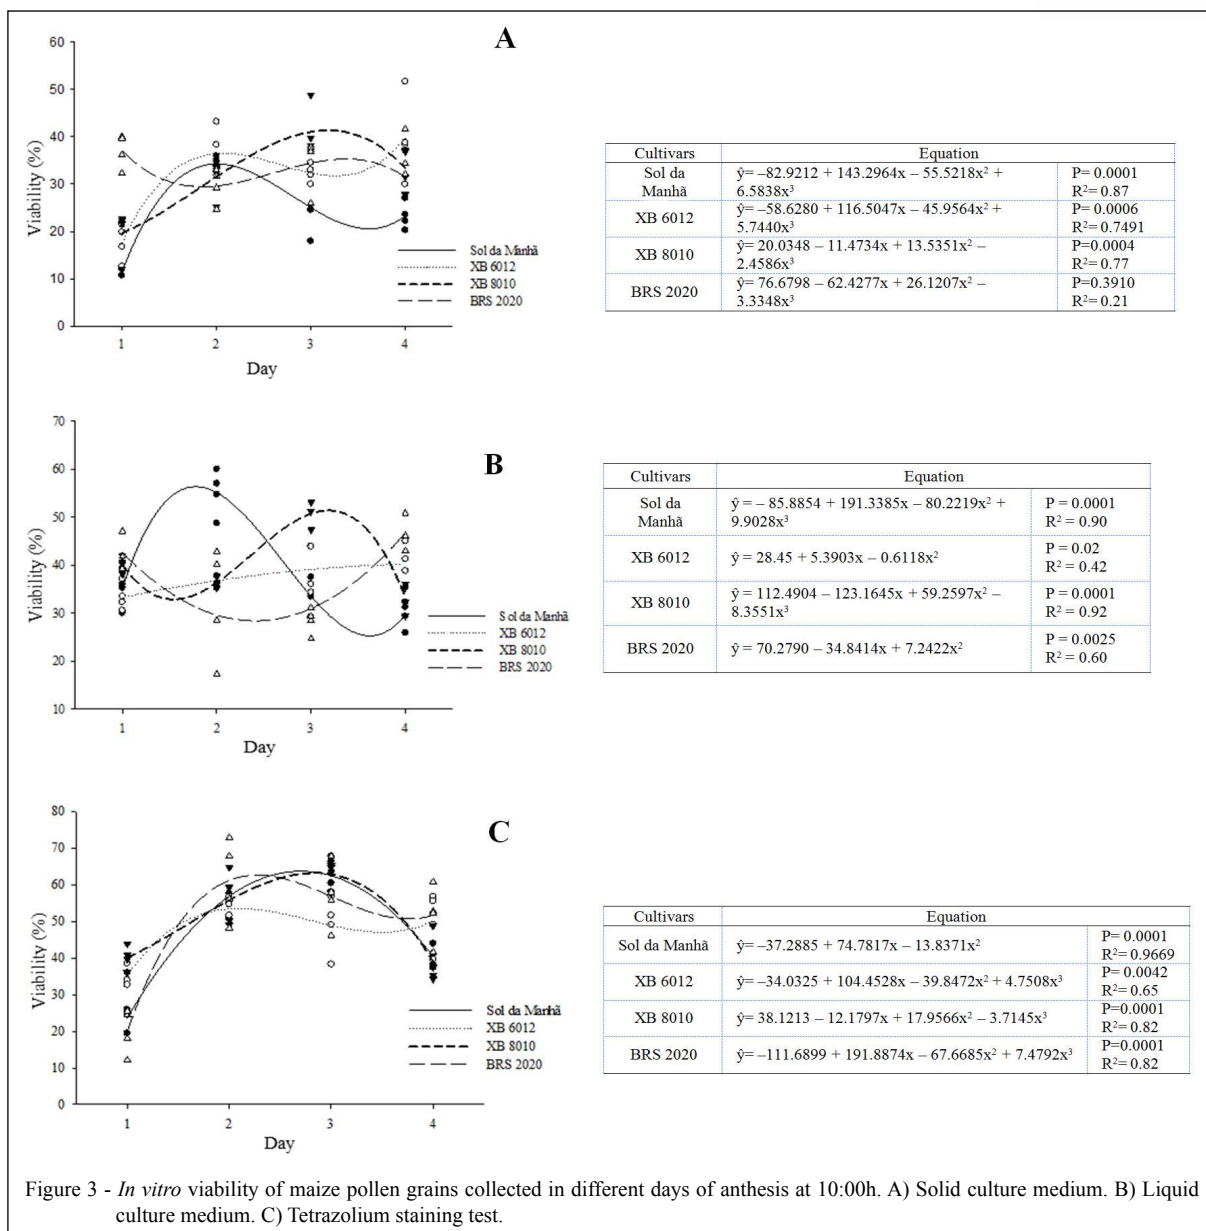 A
60
50
40
30
20
10
0
Viability (%)
1 2 3 4
Day
Sol da Manhã
XB 6012
XB 8010
BRS 2020
Cultivars Equation
Sol da Manhã ŷ= –82.9212 + 143.2964x – 55.5218x² + 6.5838x³ P= 0.0001 R²= 0.87
XB 6012 ŷ= –58.6280 + 116.5047x – 45.9564x² + 5.7440x³ P= 0.0006 R²= 0.7491
XB 8010 ŷ= 20.0348 – 11.4734x + 13.5351x² – 2.4586x³ P=0.0004 R²= 0.77
BRS 2020 ŷ= 76.6798 – 62.4277x + 26.1207x² – 3.3348x³ P=0.3910 R²= 0.21
B
70
60
50
40
30
20
10
Viability (%)
1 2 3 4
Day
Sol da Manhã
XB 6012
XB 8010
BRS 2020
Cultivars Equation
Sol da Manhã ŷ = – 85.8854 + 191.3385x – 80.2219x² + 9.9028x³ P = 0.0001 R² = 0.90
XB 6012 ŷ = 28.45 + 5.3903x – 0.6118x² P = 0.02 R² = 0.42
XB 8010 ŷ = 112.4904 – 123.1645x + 59.2597x² – 8.3551x³ P = 0.0001 R² = 0.92
BRS 2020 ŷ = 70.2790 – 34.8414x + 7.2422x² P = 0.0025 R² = 0.60
C
80
70
60
50
40
30
20
10
0
Viability (%)
1 2 3 4
Day
Sol da Manhã
XB 6012
XB 8010
BRS 2020
Cultivars Equation
Sol da Manhã ŷ= –37.2885 + 74.7817x – 13.8371x² P= 0.0001 R²= 0.9669
XB 6012 ŷ= –34.0325 + 104.4528x – 39.8472x² + 4.7508x³ P= 0.0042 R²= 0.65
XB 8010 ŷ= 38.1213 – 12.1797x + 17.9566x² – 3.7145x³ P=0.0001 R²= 0.82
BRS 2020 ŷ= –111.6899 + 191.8874x – 67.6685x² + 7.4792x³ P=0.0001 R²= 0.82
Figure 3 - In vitro viability of maize pollen grains collected in different days of anthesis at 10:00h. A) Solid culture medium. B) Liquid
culture medium. C) Tetrazolium staining test.